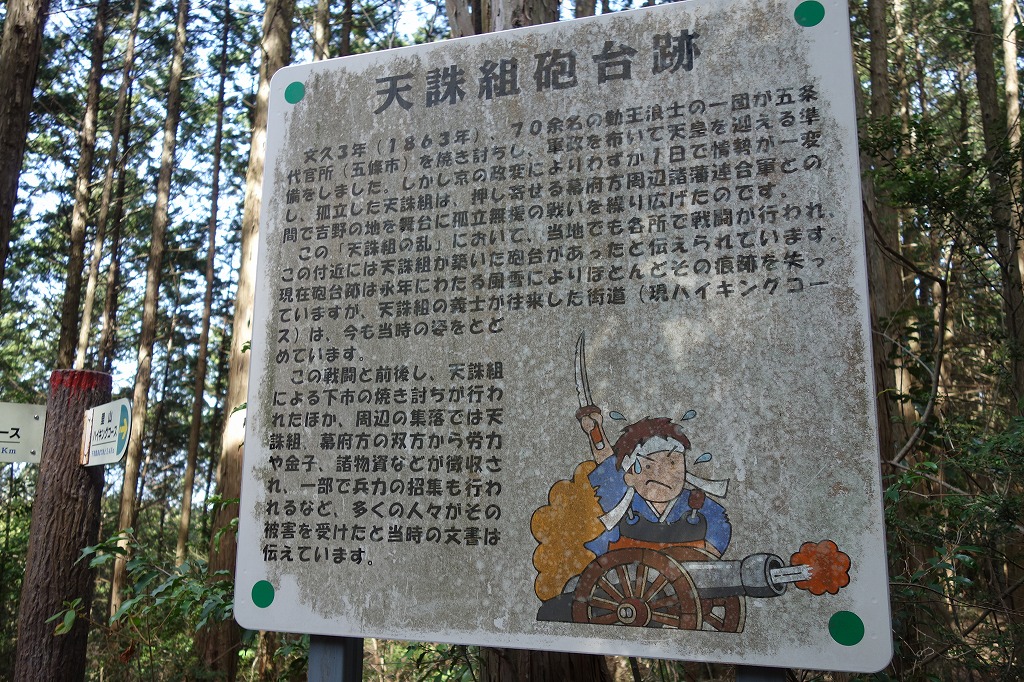 天誅組砲台跡
文久３年（1863年）、７０余名の勤王浪士の一団が五条
代官所（五條市）を焼き討ちし、軍政を布いて天皇を迎える準
備をしました。しかし京の政変によりわずか１日で情勢が一変
し、孤立した天誅組は、押し寄せる幕府方周辺諸藩連合軍との
間で吉野の地を舞台に孤立無援の戦いを繰り広げたのです。
この「天誅組の乱」において、当地でも各所で戦闘が行われ、
この付近には天誅組が築いた砲台があったと伝えられています。
現在砲台跡は永年にわたる風雪によりほとんどその痕跡を失っ
ていますが、天誅組の義士が往来した街道（現ハイキングコー
ス）は、今も当時の姿をとど
めています。
この戦闘と前後し、天誅組
による下市の焼き討ちが行わ
れたほか、周辺の集落では天
誅組、幕府方の双方から労力
や金子、諸物資などが徴収さ
れ、一部で兵力の招集も行わ
れるなど、多くの人々がその
被害を受けたと当時の文書は
伝えています。
ース
Km
里山
ハイキングコース